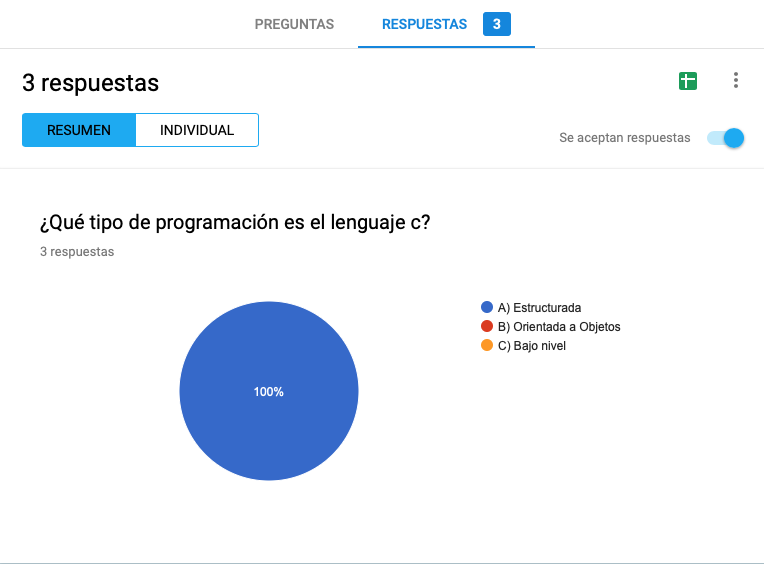 PREGUNTAS RESPUESTAS 3
3 respuestas
RESUMEN INDIVIDUAL
Se aceptan respuestas
¿Qué tipo de programación es el lenguaje c?
3 respuestas
A) Estructurada
B) Orientada a Objetos
C) Bajo nivel
100%